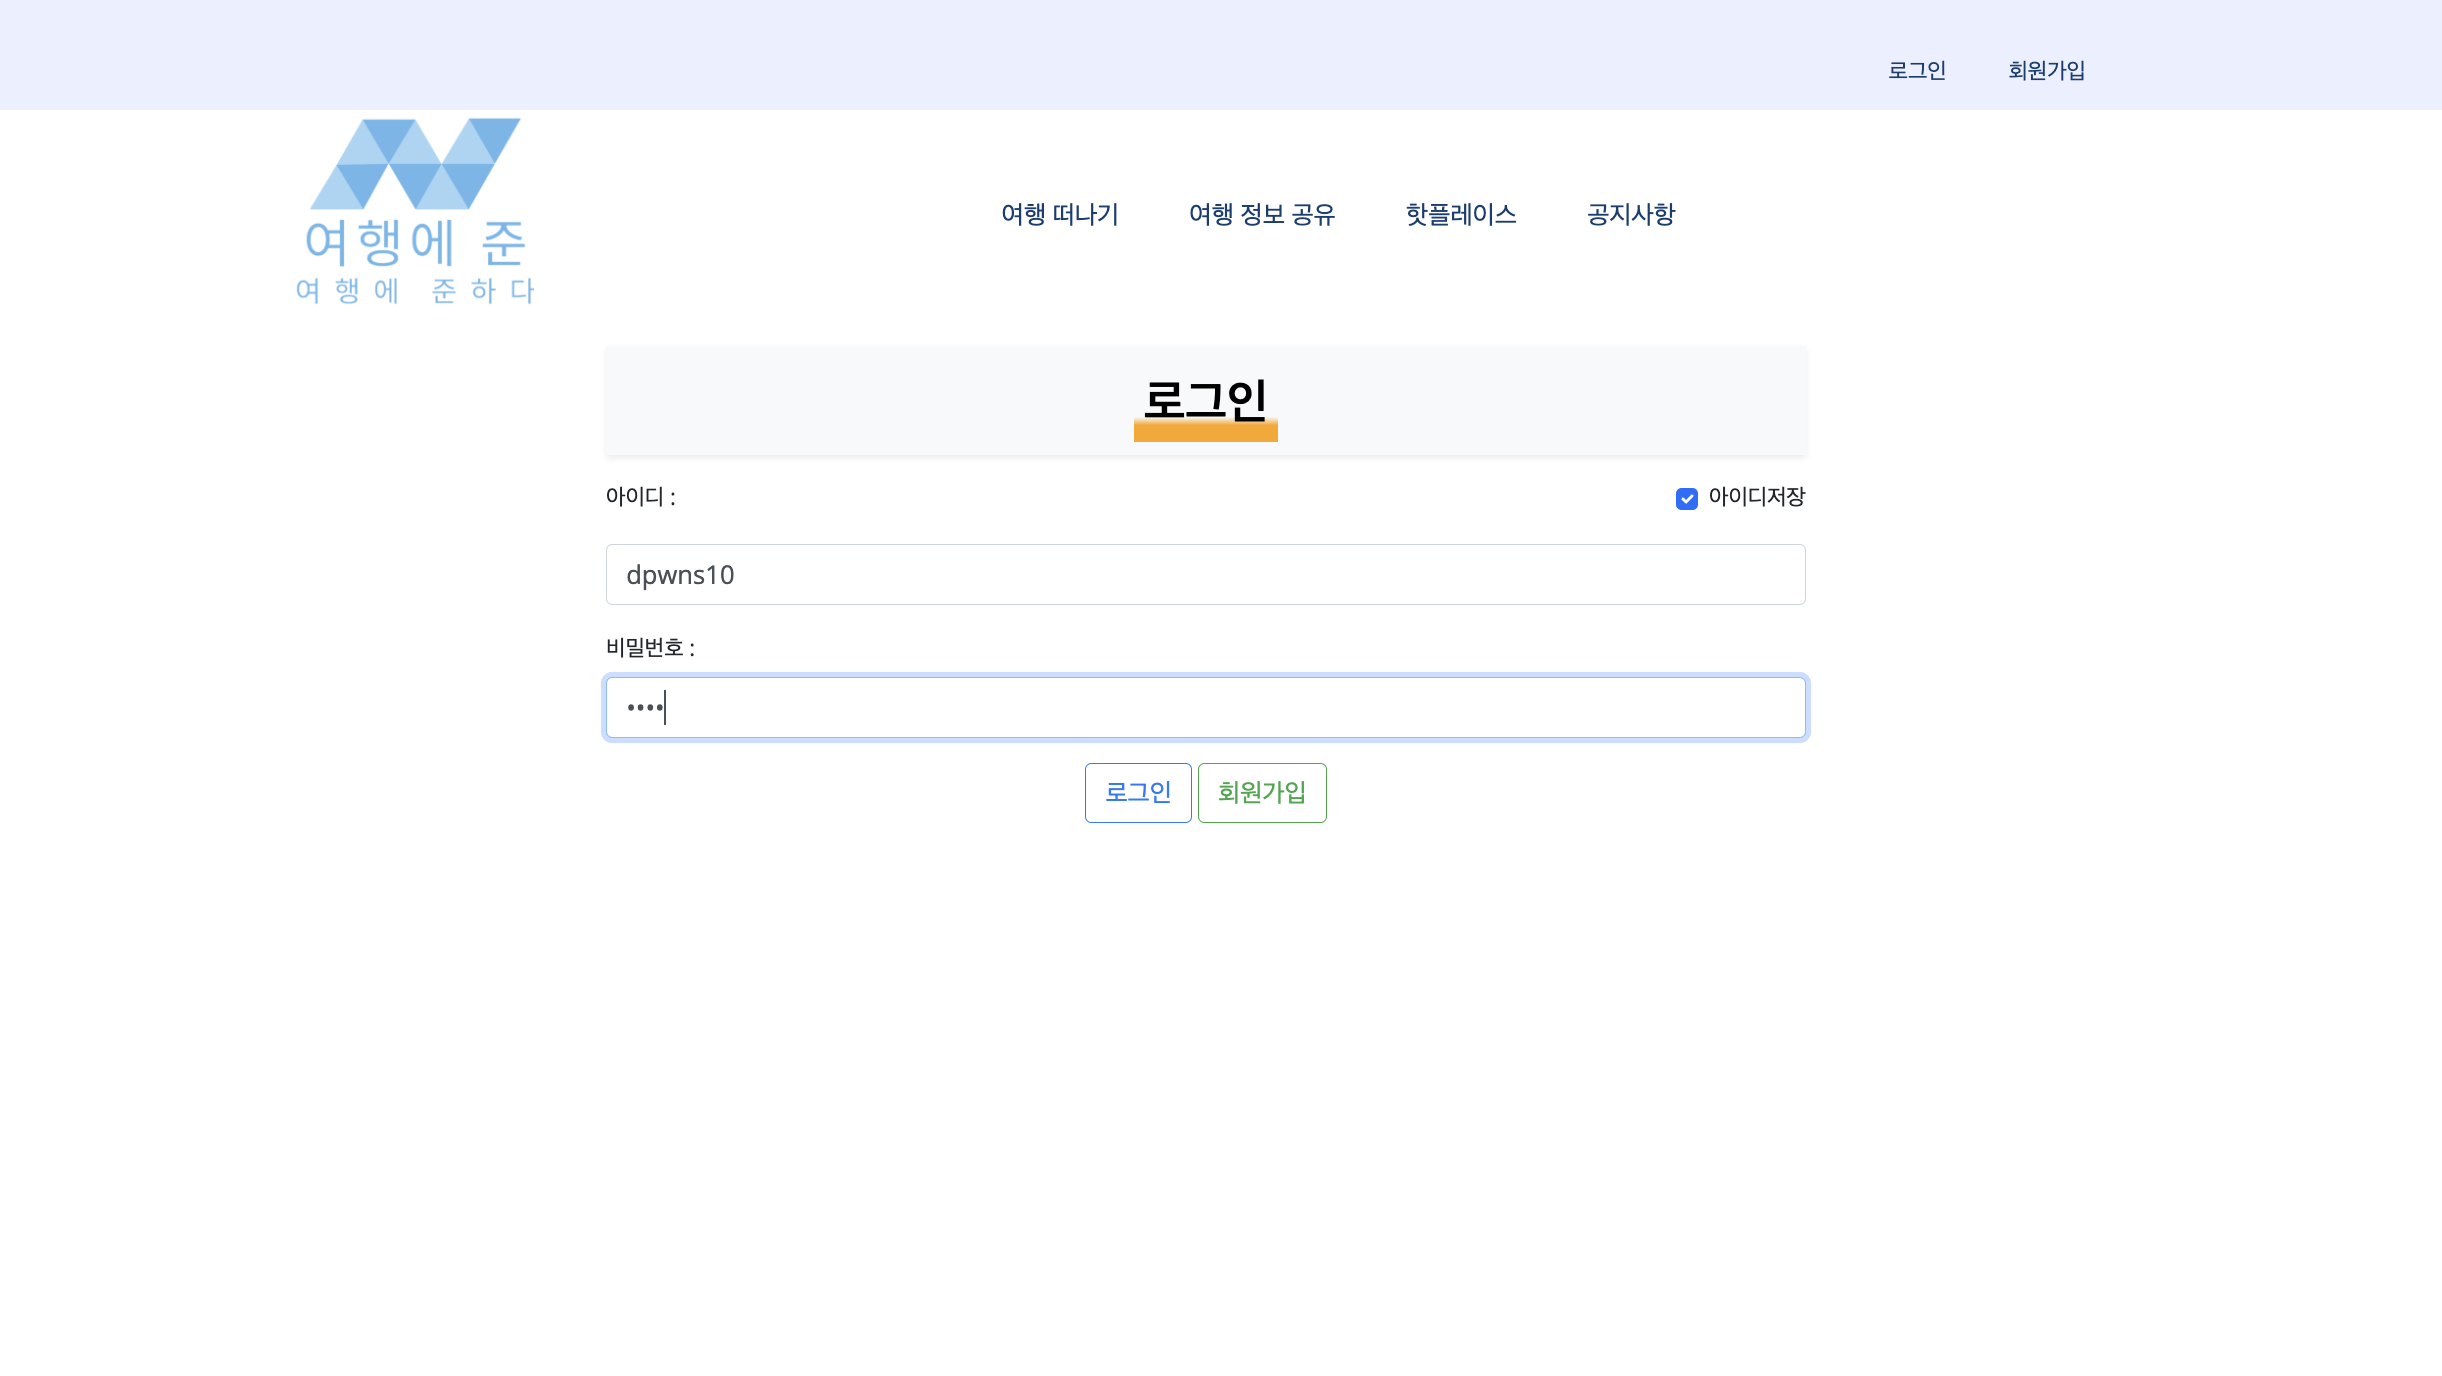 로그인 회원가입
여행에 준
여행에 준하다
여행 떠나기 여행 정보 공유 핫플레이스 공지사항
로그인
아이디 : 아이디저장
dpwns10
비밀번호 :
••••
로그인 회원가입